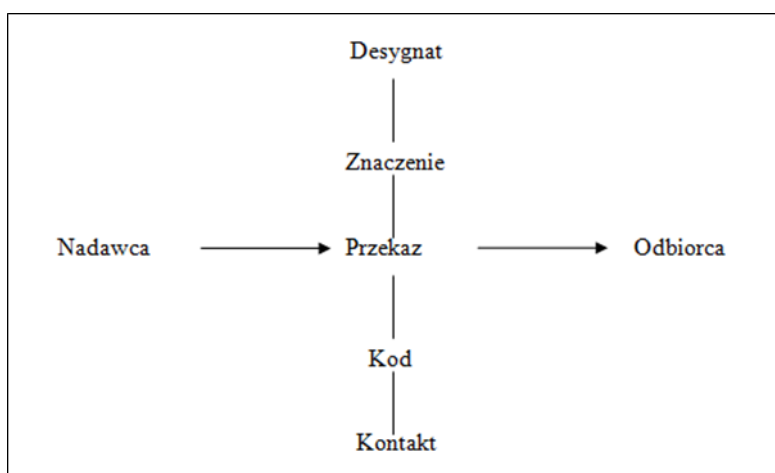 Desygnat
Znaczenie
Nadawca Przekaz Odbiorca
Kod
Kontakt